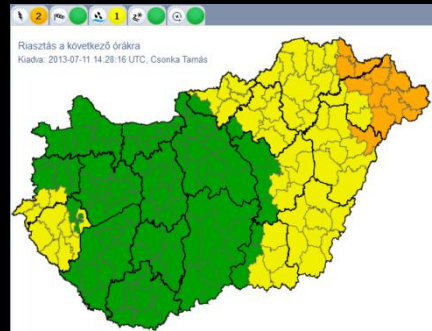 2 1
Riasztás a következő órákra
Kiadva: 2013-07-11 14:28:16 UTC, Csonka Tamás